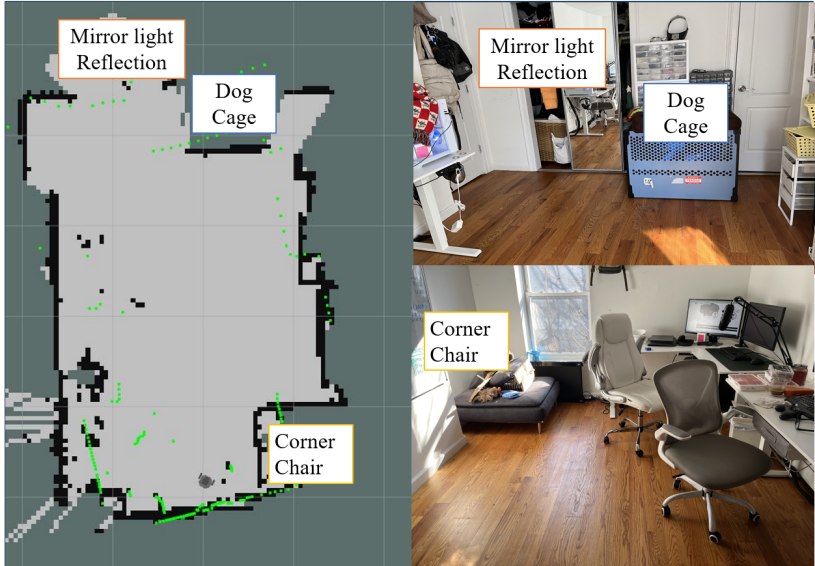 Mirror light
Reflection
Dog
Cage
Corner
Chair
Mirror light
Reflection
Dog
Cage
Corner
Chair